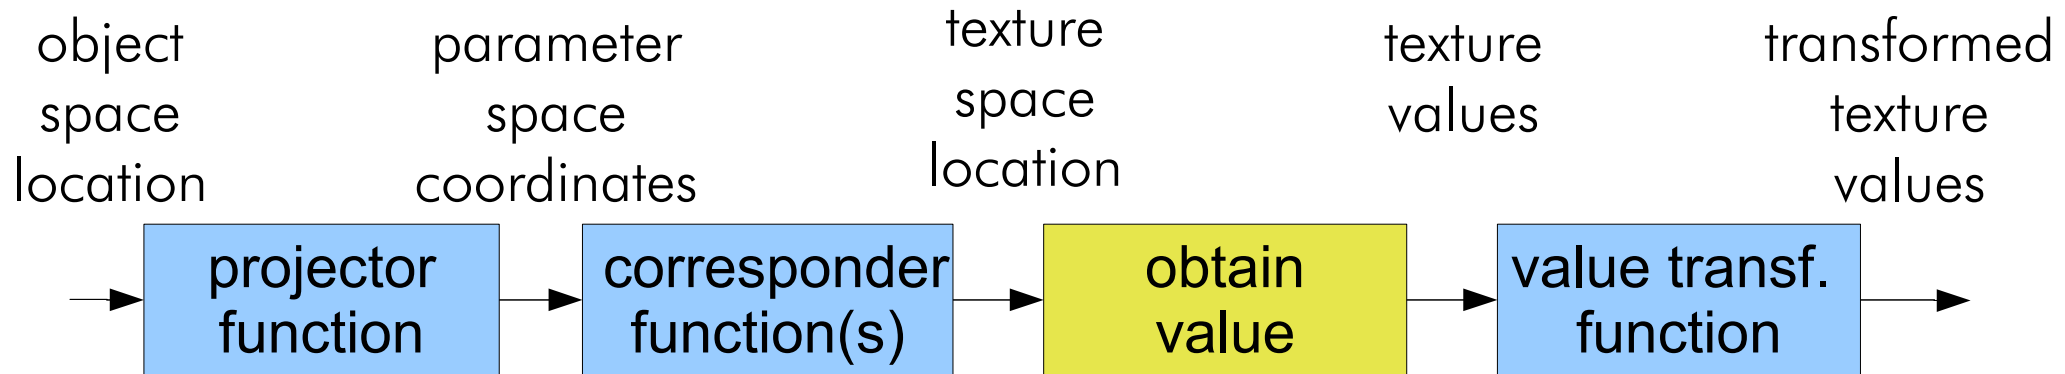 object
space
location
parameter
space
coordinates
texture
space
location
texture
values
transformed
texture
values
projector
function
corresponder
function(s)
obtain
value
value transf.
function